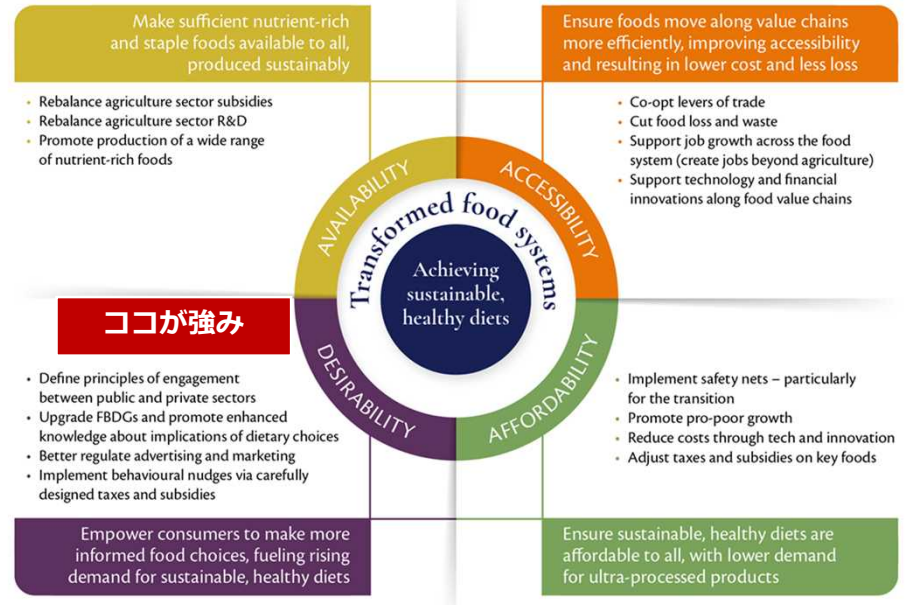 Make sufficient nutrient-rich
and staple foods available to all,
produced sustainably
• Rebalance agriculture sector subsidies
• Rebalance agriculture sector R&D
• Promote production of a wide range
of nutrient-rich foods
Ensure foods move along value chains
more efficiently, improving accessibility
and resulting in lower cost and less loss
• Co-opt levers of trade
• Cut food loss and waste
• Support job growth across the food
system (create jobs beyond agriculture)
• Support technology and financial
innovations along food value chains
AVAILABILITY
ACCESSIBILITY
Transformed food systems
Achieving
sustainable,
healthy diets
DESIRABILITY
AFFORDABILITY
ココが強み
• Define principles of engagement
between public and private sectors
• Upgrade FBDGs and promote enhanced
knowledge about implications of dietary choices
• Better regulate advertising and marketing
• Implement behavioural nudges via carefully
designed taxes and subsidies
Empower consumers to make more
informed food choices, fueling rising
demand for sustainable, healthy diets
• Implement safety nets – particularly
for the transition
• Promote pro-poor growth
• Reduce costs through tech and innovation
• Adjust taxes and subsidies on key foods
Ensure sustainable, healthy diets are
affordable to all, with lower demand
for ultra-processed products